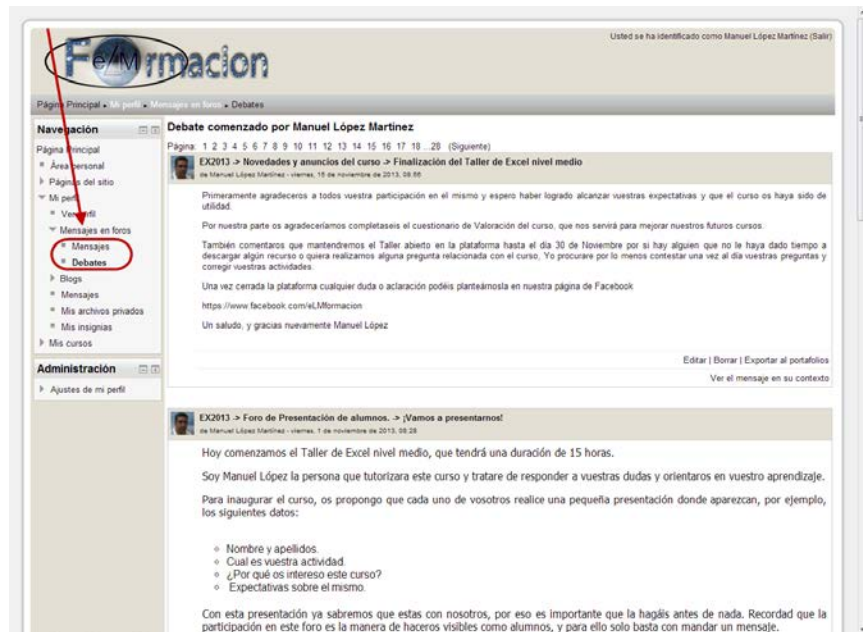 Usted se ha identificado como Manuel López Martínez (Salir)
Fe/Mrmacion
Página Principal ▸ Mi perfil ▸ Mensajes en foros ▸ Debates
Navegación
Página Principal
Área personal
Páginas del sitio
Mi perfil
Ver perfil
Mensajes en foros
Mensajes
Debates
Blogs
Mensajes
Mis archivos privados
Mis insignias
Mis cursos
Administración
Ajustes de mi perfil
Debate comenzado por Manuel López Martínez
Página: 1 2 3 4 5 6 7 8 9 10 11 12 13 14 15 16 17 18 ...28 (Siguiente)
EX2013 -> Novedades y anuncios del curso -> Finalización del Taller de Excel nivel medio
de Manuel López Martínez - viernes, 15 de noviembre de 2013, 08:56
Primeramente agradeceros a todos vuestra participación en el mismo y espero haber logrado alcanzar vuestras expectativas y que el curso os haya sido de
utilidad.
Por nuestra parte os agradeceríamos completaseis el cuestionario de Valoración del curso, que nos servirá para mejorar nuestros futuros cursos.
También comentaros que mantendremos el Taller abierto en la plataforma hasta el día 30 de Noviembre por si hay alguien que no le haya dado tiempo a
descargar algún recurso o quiera realizarnos alguna pregunta relacionada con el curso, Yo procurare por lo menos contestar una vez al día vuestras preguntas y
corregir vuestras actividades.
Una vez cerrada la plataforma cualquier duda o aclaración podéis planteárnosla en nuestra página de Facebook
https://www.facebook.com/eLMformacion
Un saludo, y gracias nuevamente Manuel López
Editar | Borrar | Exportar al portafolios
Ver el mensaje en su contexto
EX2013 -> Foro de Presentación de alumnos. -> ¡Vamos a presentarnos!
de Manuel López Martínez - viernes, 1 de noviembre de 2013, 08:28
Hoy comenzamos el Taller de Excel nivel medio, que tendrá una duración de 15 horas.
Soy Manuel López la persona que tutorizara este curso y tratare de responder a vuestras dudas y orientaros en vuestro aprendizaje.
Para inaugurar el curso, os propongo que cada uno de vosotros realice una pequeña presentación donde aparezcan, por ejemplo,
los siguientes datos:
Nombre y apellidos.
Cual es vuestra actividad.
¿Por qué os intereso este curso?
Expectativas sobre el mismo.
Con esta presentación ya sabremos que estas con nosotros, por eso es importante que la hagáis antes de nada. Recordad que la
participación en este foro es la manera de haceros visibles como alumnos, y para ello solo basta con mandar un mensaje.